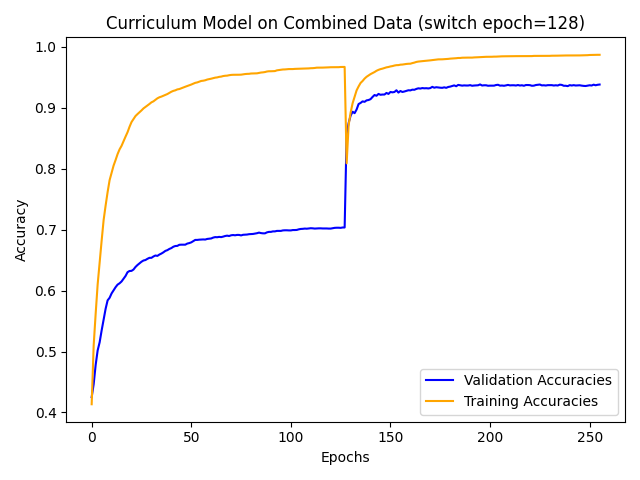 Curriculum Model on Combined Data (switch epoch=128)
1.0
0.9
0.8
0.7
0.6
0.5
0.4
Accuracy
Validation Accuracies
Training Accuracies
0 50 100 150 200 250
Epochs